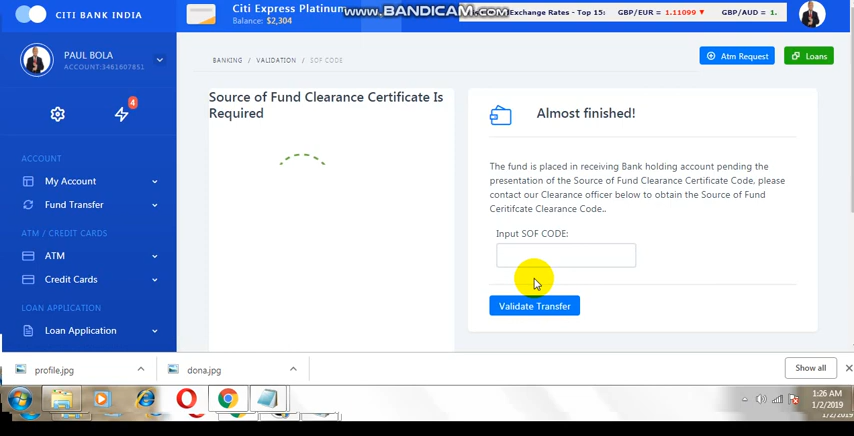 CITI BANK INDIA
Citi Express Platinum
Balance: $2,304
www.BANDICAM.com
Exchange Rates - Top 15: GBP/EUR = 1.11099 ▼ GBP/AUD = 1.
PAUL BOLA
ACCOUNT:3461607851
BANKING / VALIDATION / SOF CODE
Atm Request
Loans
4
Source of Fund Clearance Certificate Is
Required
Almost finished!
The fund is placed in receiving Bank holding account pending the
presentation of the Source of Fund Clearance Certificate Code, please
contact our Clearance officer below to obtain the Source of Fund
Ceritifcate Clearance Code..
Input SOF CODE:
Validate Transfer
ACCOUNT
My Account
Fund Transfer
ATM / CREDIT CARDS
ATM
Credit Cards
LOAN APPLICATION
Loan Application
profile.jpg
dona.jpg
Show all
1:26 AM
1/2/2019
1/2/2019